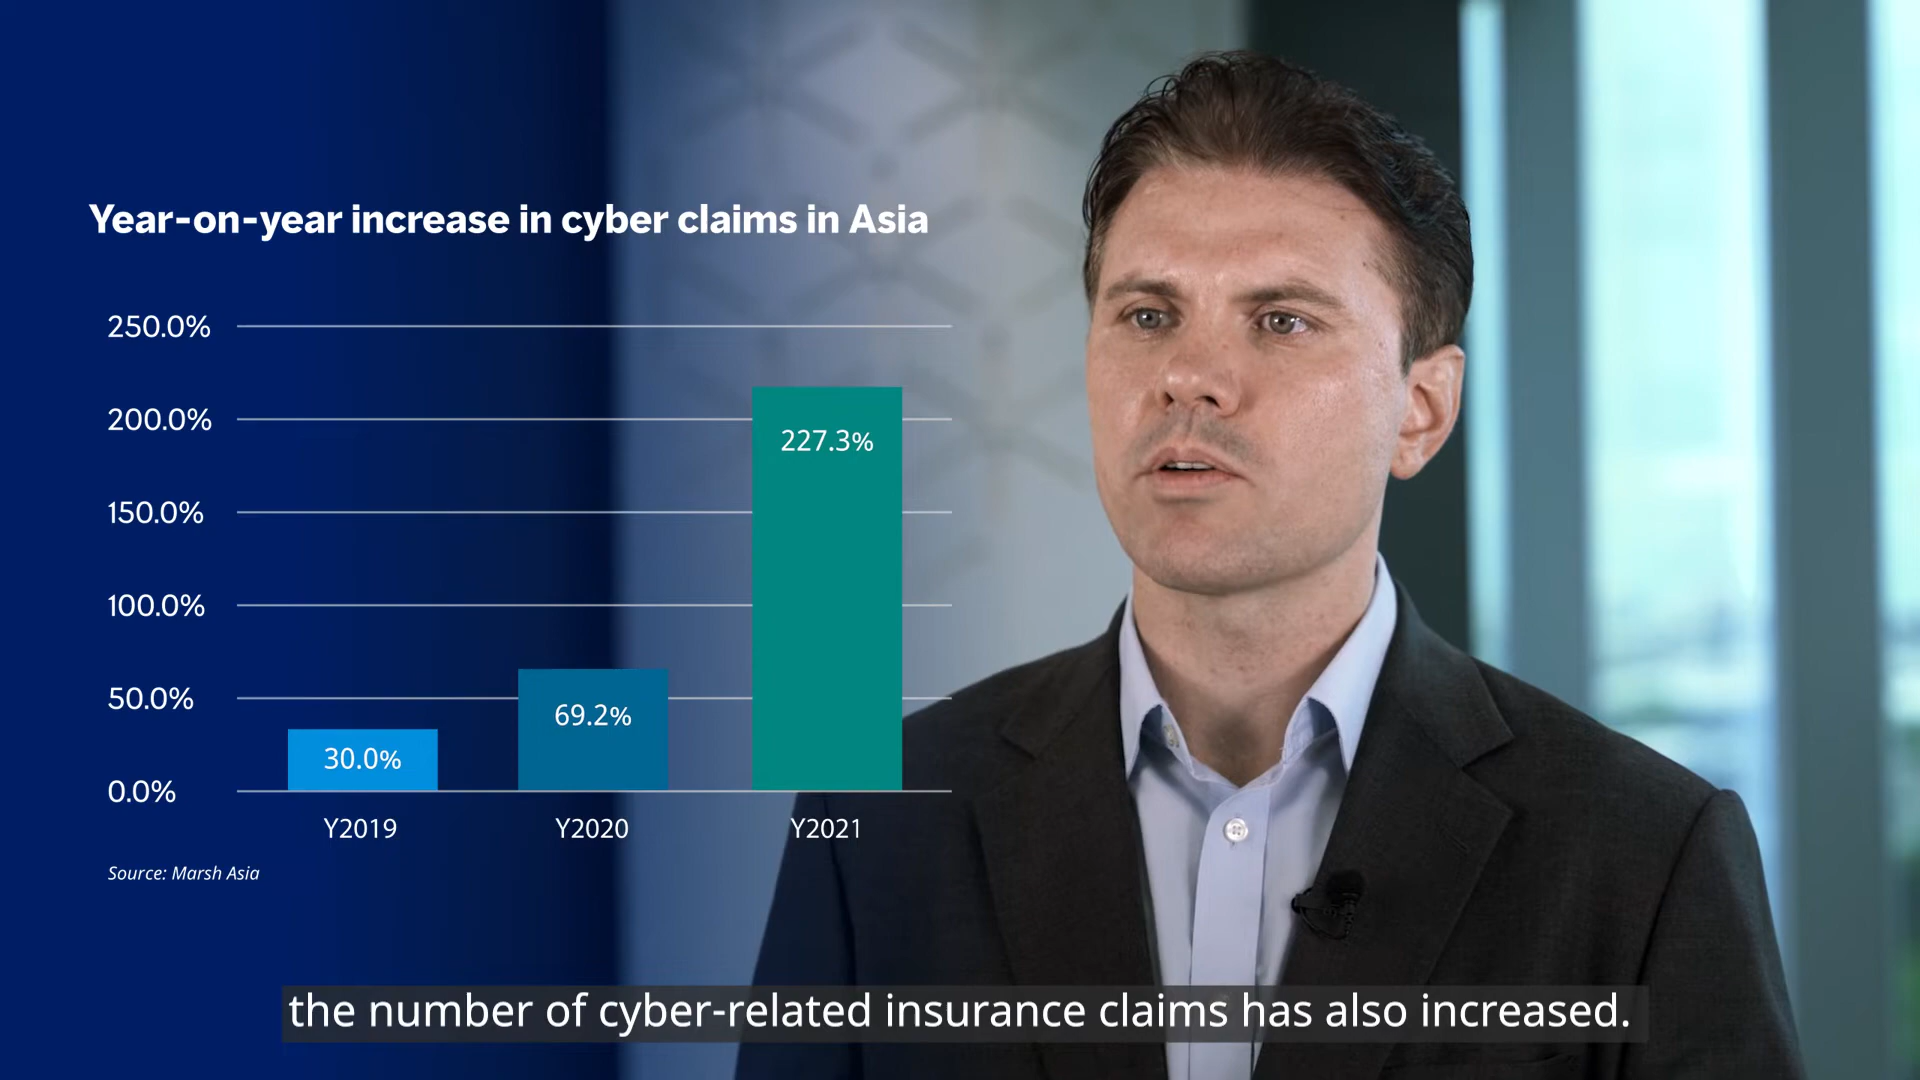 Year-on-year increase in cyber claims in Asia
250.0%
200.0%
227.3%
150.0%
100.0%
50.0%
69.2%
30.0%
0.0%
Y2019 Y2020 Y2021
Source: Marsh Asia
the number of cyber-related insurance claims has also increased.